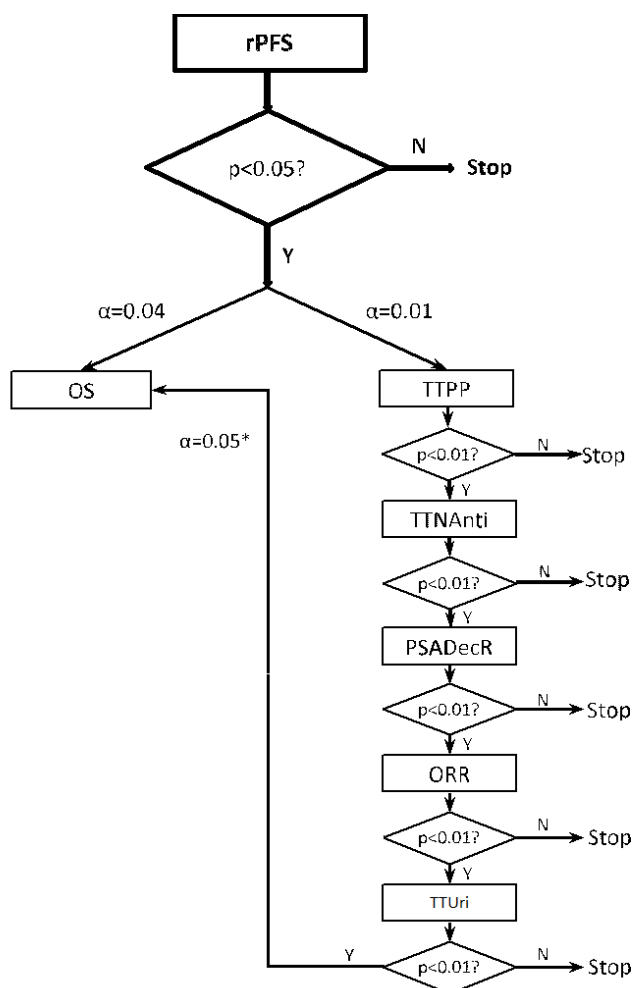 rPFS
p<0.05?
N
Stop
Y
α=0.04
α=0.01
OS
TTPP
α=0.05*
p<0.01?
N
Stop
Y
TTNAnti
p<0.01?
N
Stop
Y
PSADecR
p<0.01?
N
Stop
Y
ORR
p<0.01?
N
Stop
Y
TTUri
Y
p<0.01?
N
Stop